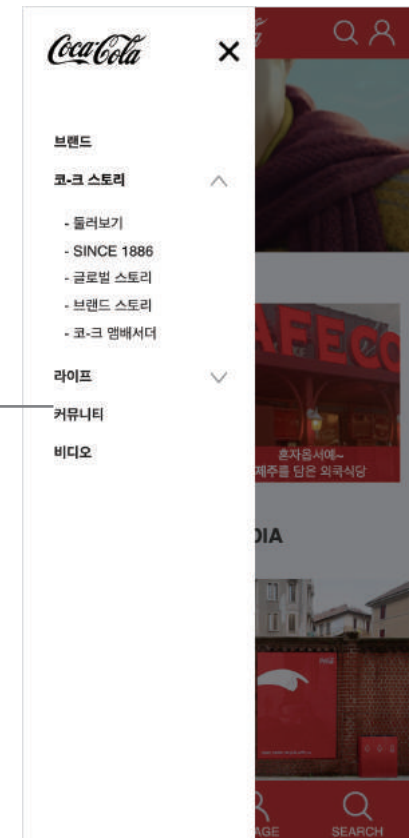 Coca-Cola
브랜드
코-크 스토리
- 둘러보기
- SINCE 1886
- 글로벌 스토리
- 브랜드 스토리
- 코-크 앰배서더
라이프
커뮤니티
비디오
AFECO
혼자옵서예~
제주를 담은 외국식당
DIA
AGE
SEARCH